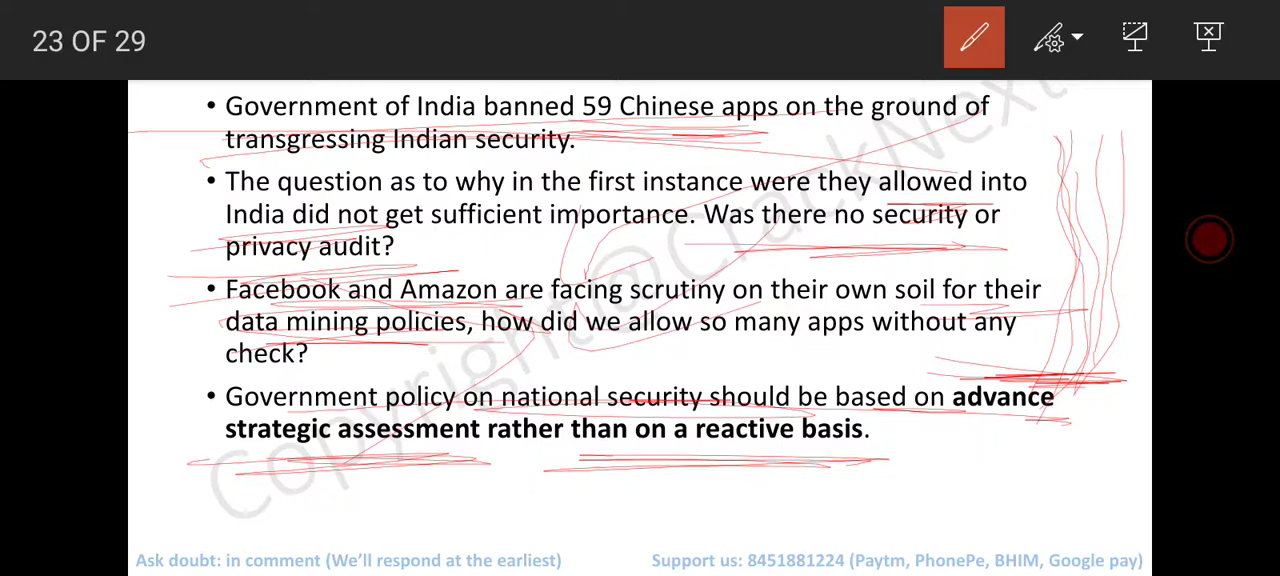 23 OF 29
• Government of India banned 59 Chinese apps on the ground of
transgressing Indian security.
• The question as to why in the first instance were they allowed into
India did not get sufficient importance. Was there no security or
privacy audit?
• Facebook and Amazon are facing scrutiny on their own soil for their
data mining policies, how did we allow so many apps without any
check?
• Government policy on national security should be based on advance
strategic assessment rather than on a reactive basis.
Copyright@CrackNext
Ask doubt: in comment (We'll respond at the earliest)
Support us: 8451881224 (Paytm, PhonePe, BHIM, Google pay)